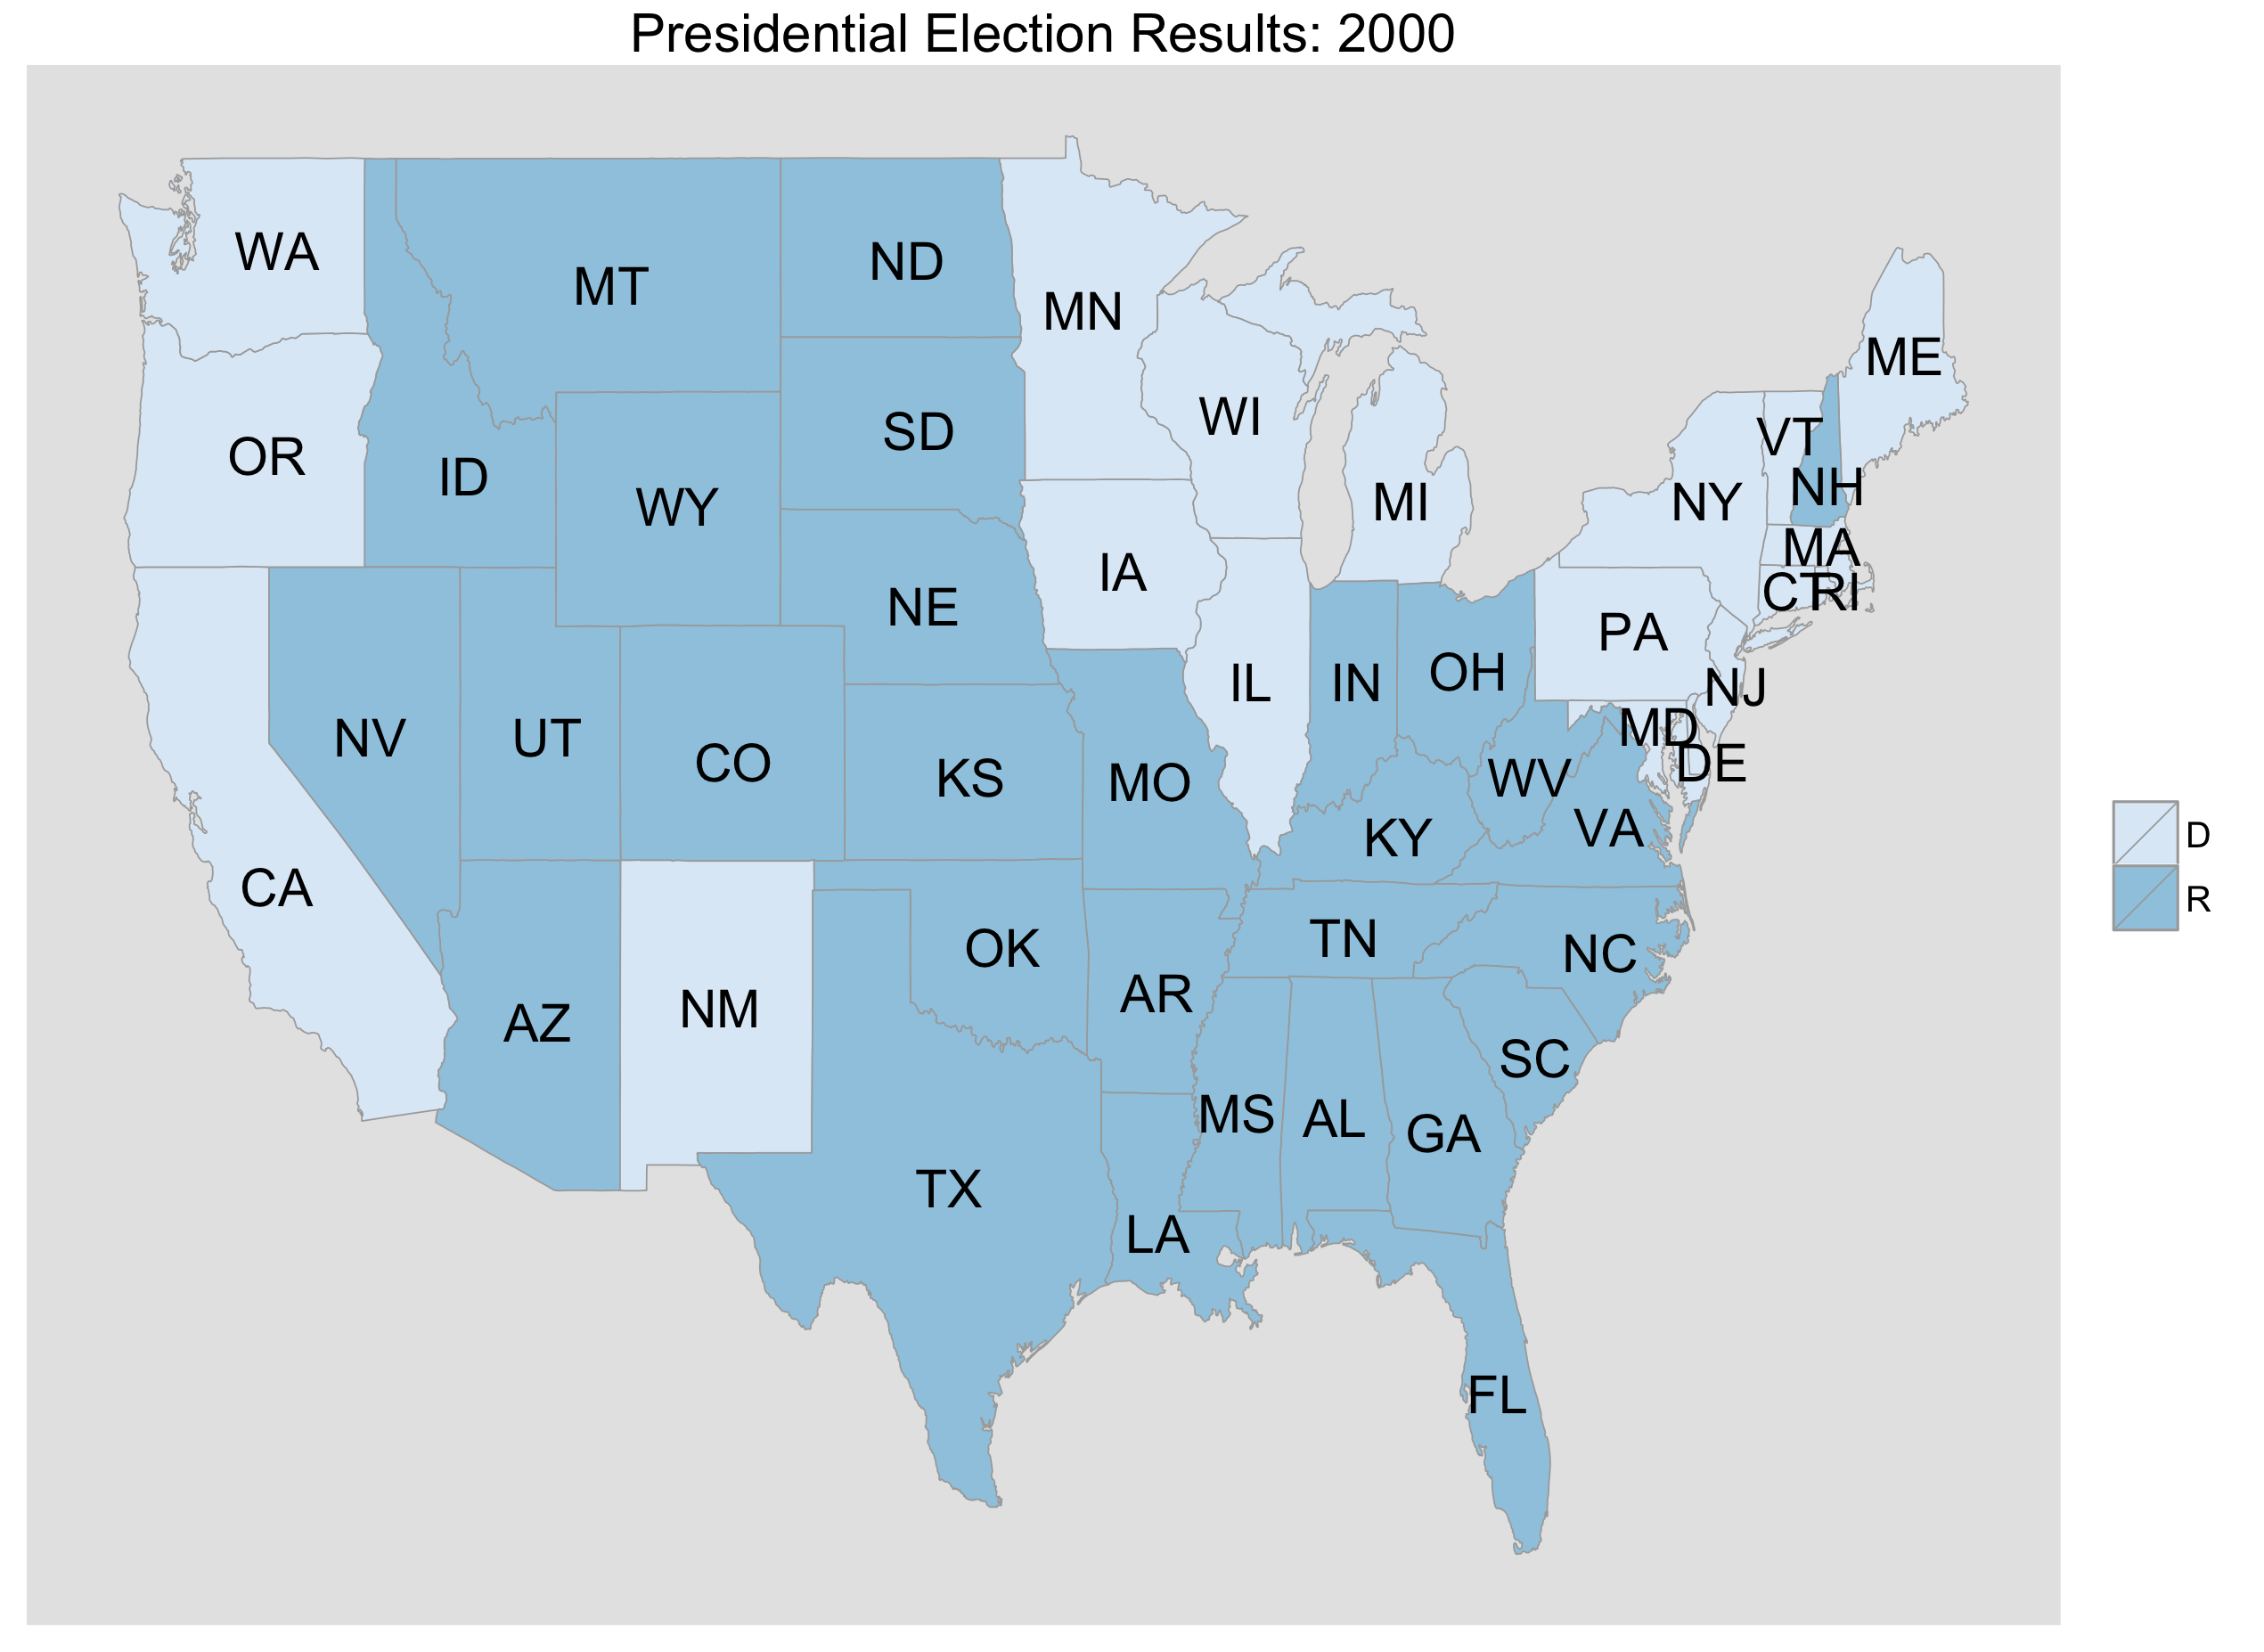 Presidential Election Results: 2000
WA
MT
ND
MN
ME
OR
ID
WY
SD
WI
MI
VT
NY
NH
MA
IA
NE
CT
RI
PA
NV
UT
CO
KS
MO
IL
IN
OH
NJ
MD
DE
WV
VA
KY
D
R
CA
AZ
NM
OK
AR
TN
NC
SC
MS
AL
GA
TX
LA
FL